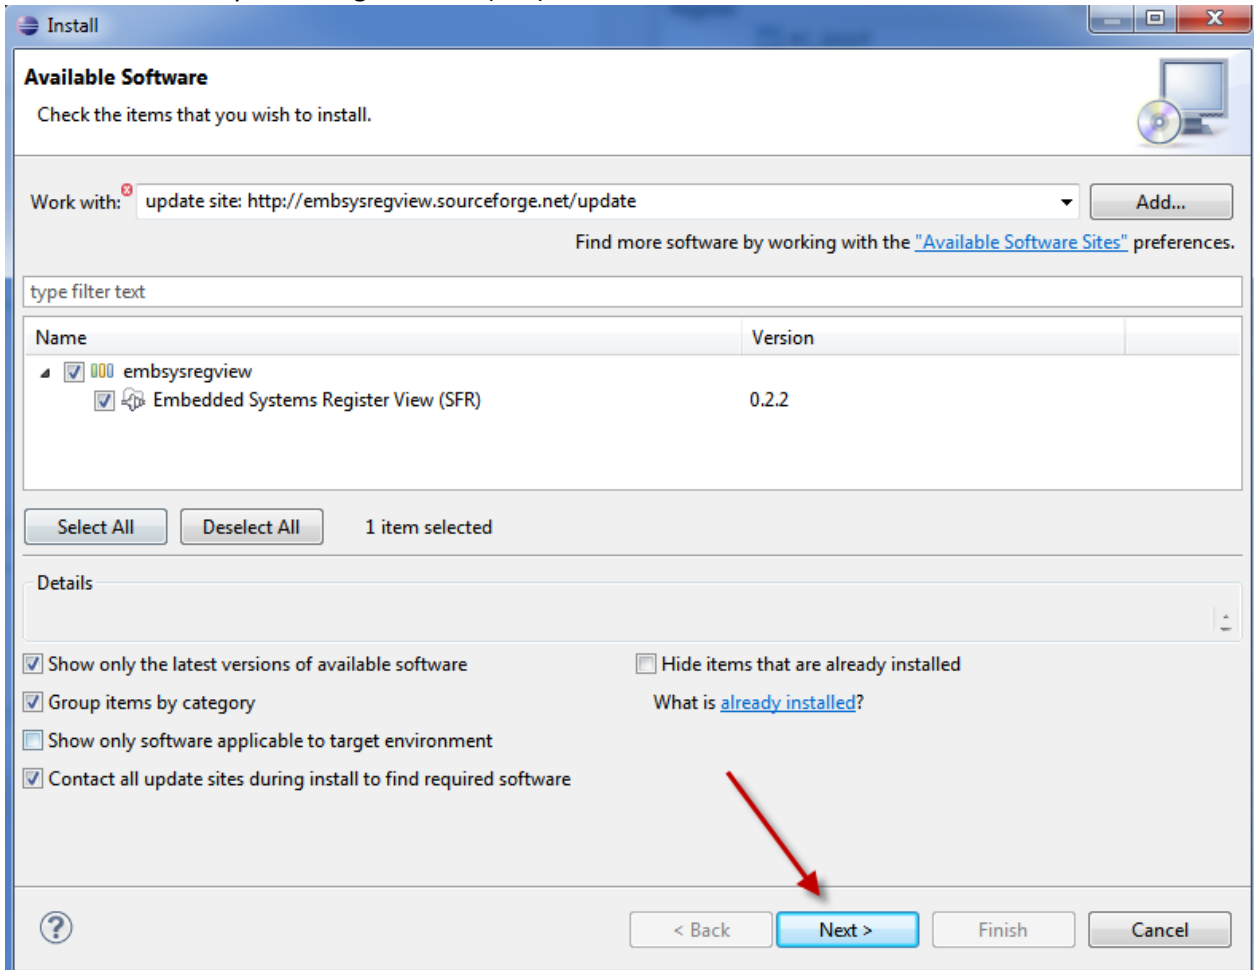 Install
Available Software
Check the items that you wish to install.
Work with: update site: http://embsysregview.sourceforge.net/update Add...
Find more software by working with the "Available Software Sites" preferences.
type filter text
Name Version
embsysregview
Embedded Systems Register View (SFR) 0.2.2
Select All Deselect All 1 item selected
Details
Show only the latest versions of available software Hide items that are already installed
Group items by category What is already installed?
Show only software applicable to target environment
Contact all update sites during install to find required software
< Back Next > Finish Cancel